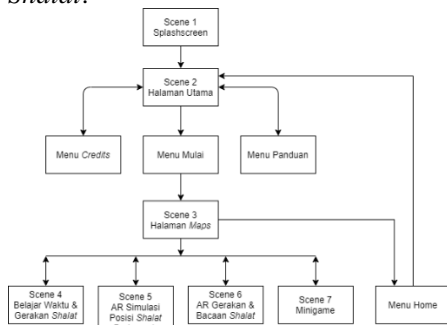 Shalat.
Scene 1
Splashscreen
Scene 2
Halaman Utama
Menu Credits
Menu Mulai
Menu Panduan
Scene 3
Halaman Maps
Scene 4
Belajar Waktu &
Gerakan Shalat
Scene 5
AR Simulasi
Posisi Shalat
Scene 6
AR Gerakan &
Bacaan Shalat
Scene 7
Minigame
Menu Home